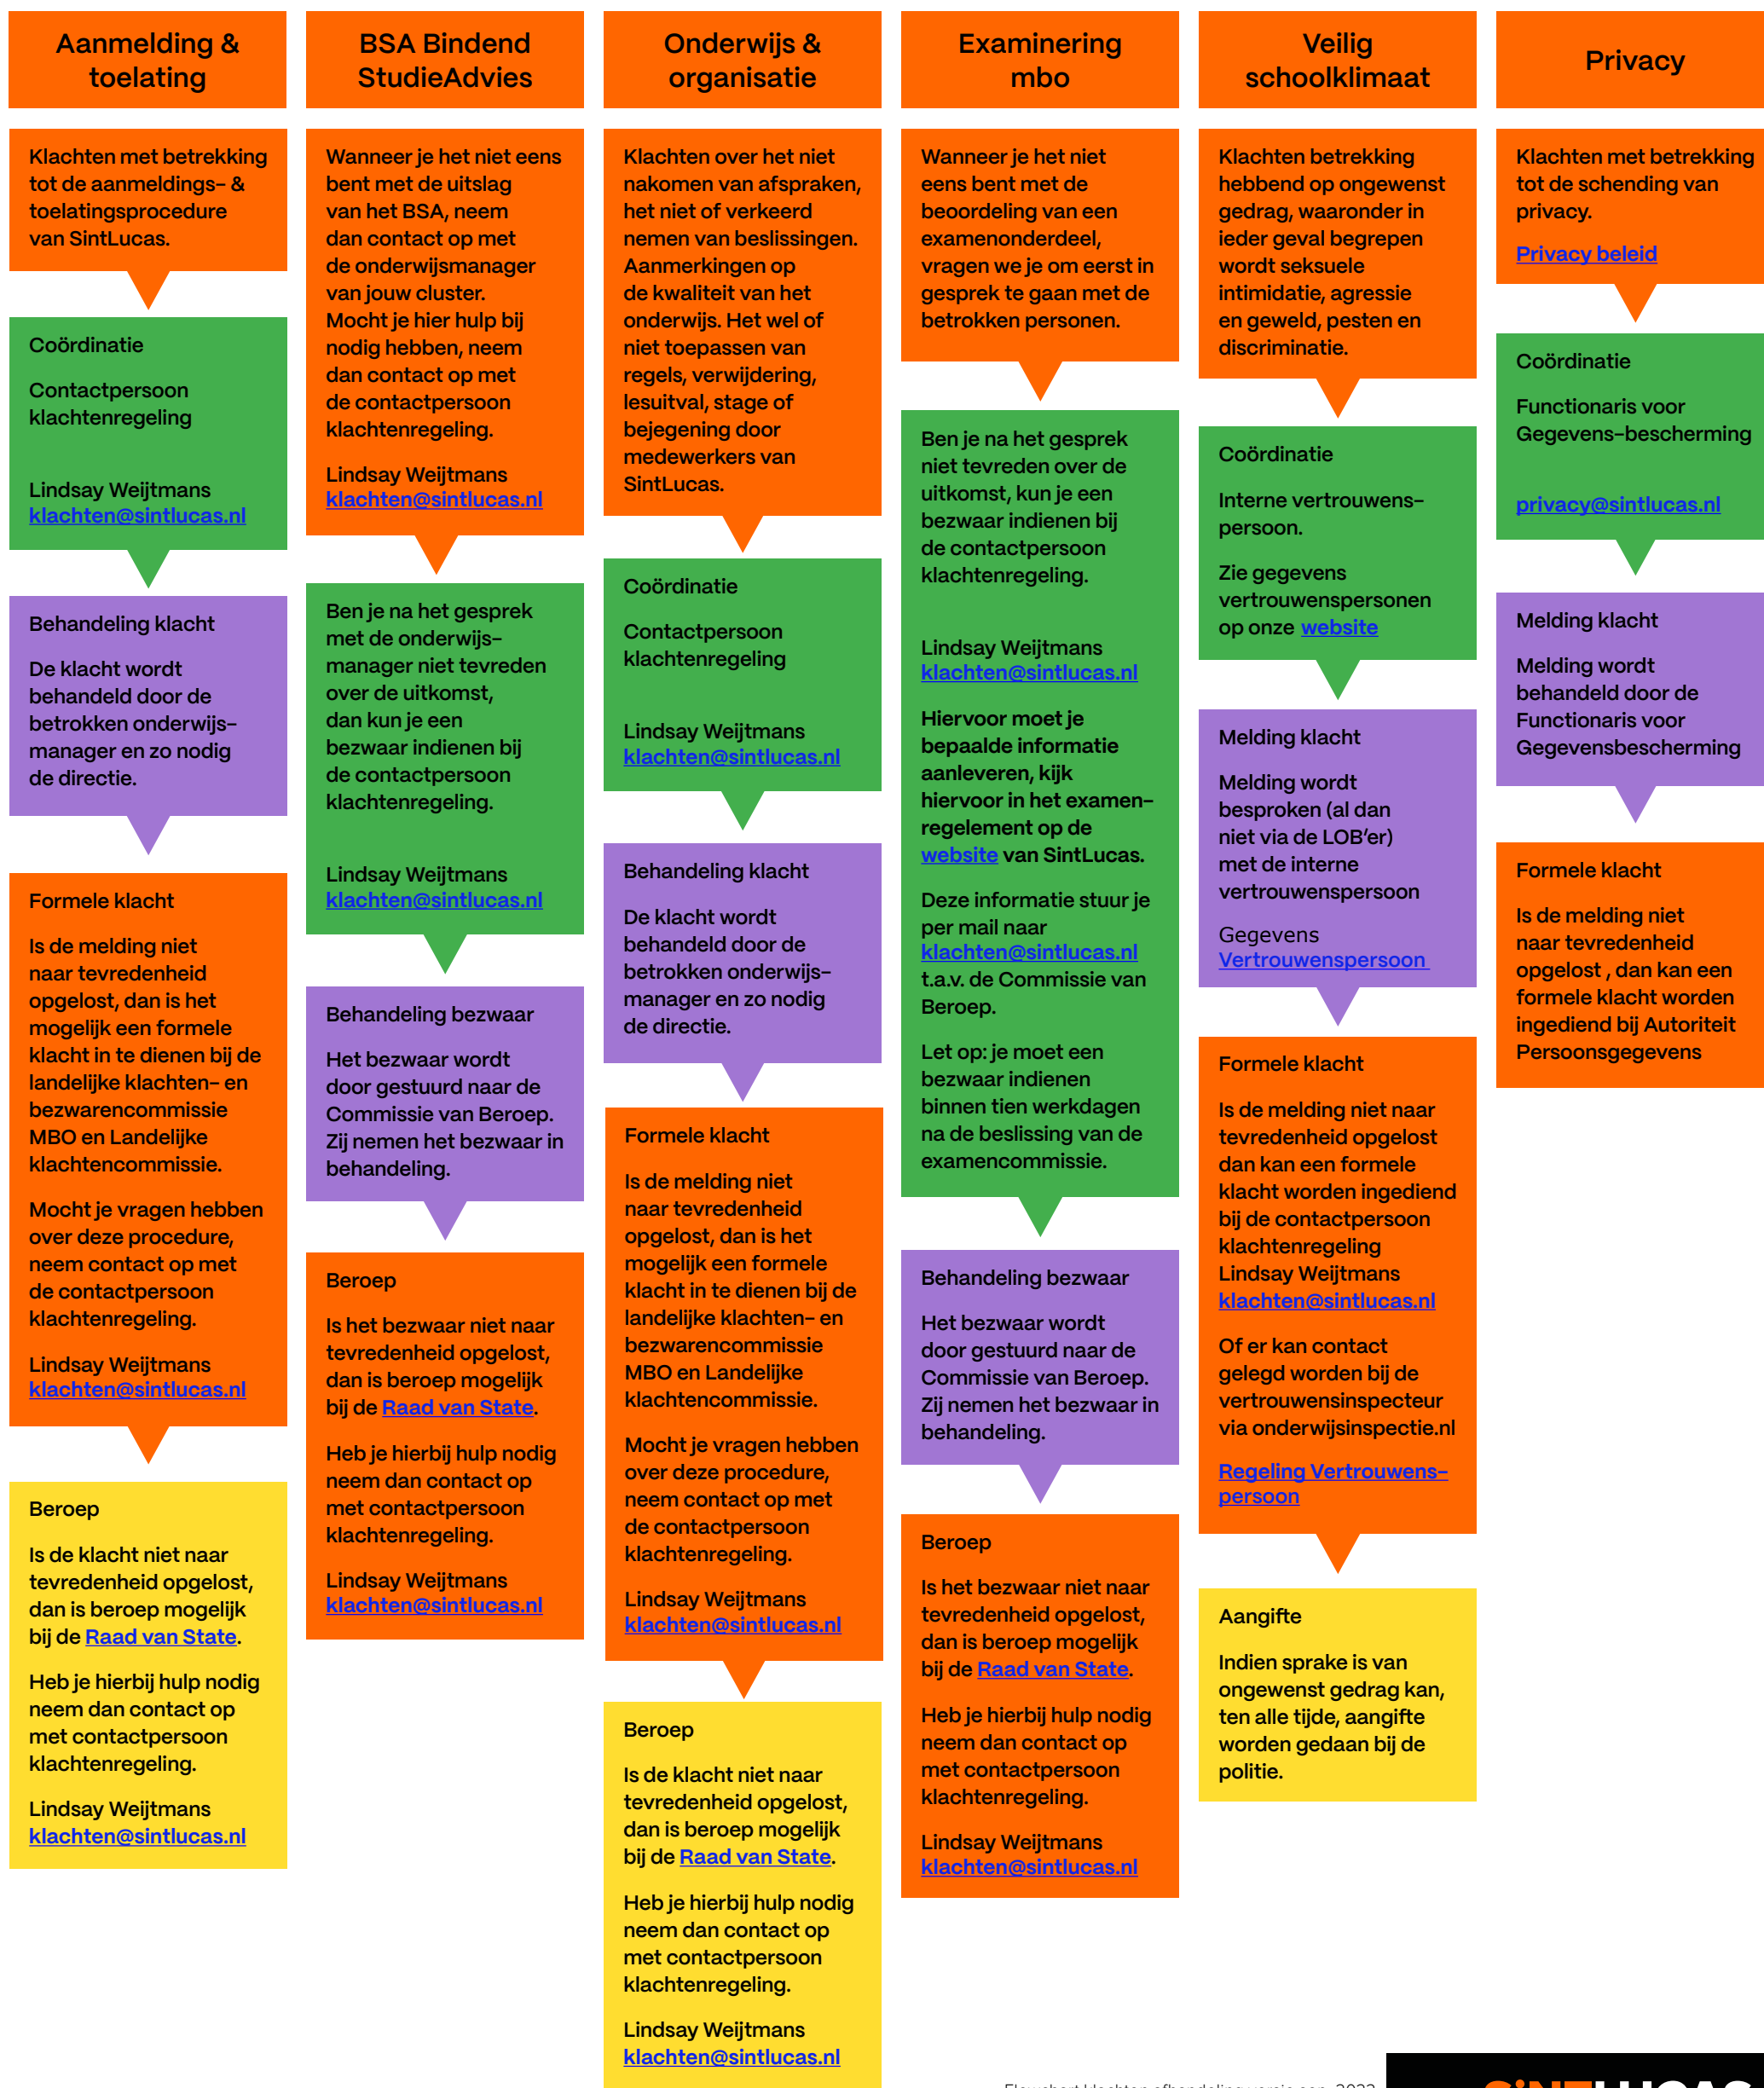 Aanmelding &
toelating
Klachten met betrekking
tot de aanmeldings- &
toelatingsprocedure
van SintLucas.
Coördinatie
Contactpersoon
klachtenregeling
Lindsay Weijtmans
klachten@sintlucas.nl
Behandeling klacht
De klacht wordt
behandeld door de
betrokken onderwijs-
manager en zo nodig
de directie.
Formele klacht
Is de melding niet
naar tevredenheid
opgelost, dan is het
mogelijk een formele
klacht in te dienen bij de
landelijke klachten- en
bezwarencommissie
MBO en Landelijke
klachtencommissie.
Mocht je vragen hebben
over deze procedure,
neem contact op met
de contactpersoon
klachtenregeling.
Lindsay Weijtmans
klachten@sintlucas.nl
Beroep
Is de klacht niet naar
tevredenheid opgelost,
dan is beroep mogelijk
bij de Raad van State.
Heb je hierbij hulp nodig
neem dan contact op
met contactpersoon
klachtenregeling.
Lindsay Weijtmans
klachten@sintlucas.nl
BSA Bindend
StudieAdvies
Wanneer je het niet eens
bent met de uitslag
van het BSA, neem
dan contact op met
de onderwijsmanager
van jouw cluster.
Mocht je hier hulp bij
nodig hebben, neem
dan contact op met
de contactpersoon
klachtenregeling.
Lindsay Weijtmans
klachten@sintlucas.nl
Ben je na het gesprek
met de onderwijs-
manager niet tevreden
over de uitkomst,
dan kun je een
bezwaar indienen bij
de contactpersoon
klachtenregeling.
Lindsay Weijtmans
klachten@sintlucas.nl
Behandeling bezwaar
Het bezwaar wordt
door gestuurd naar de
Commissie van Beroep.
Zij nemen het bezwaar in
behandeling.
Beroep
Is het bezwaar niet naar
tevredenheid opgelost,
dan is beroep mogelijk
bij de Raad van State.
Heb je hierbij hulp nodig
neem dan contact op
met contactpersoon
klachtenregeling.
Lindsay Weijtmans
klachten@sintlucas.nl
Onderwijs &
organisatie
Klachten over het niet
nakomen van afspraken,
het niet of verkeerd
nemen van beslissingen.
Aanmerkingen op
de kwaliteit van het
onderwijs. Het wel of
niet toepassen van
regels, verwijdering,
lesuitval, stage of
bejegening door
medewerkers van
SintLucas.
Coördinatie
Contactpersoon
klachtenregeling
Lindsay Weijtmans
klachten@sintlucas.nl
Behandeling klacht
De klacht wordt
behandeld door de
betrokken onderwijs-
manager en zo nodig
de directie.
Formele klacht
Is de melding niet
naar tevredenheid
opgelost, dan is het
mogelijk een formele
klacht in te dienen bij de
landelijke klachten- en
bezwarencommissie
MBO en Landelijke
klachtencommissie.
Mocht je vragen hebben
over deze procedure,
neem contact op met
de contactpersoon
klachtenregeling.
Lindsay Weijtmans
klachten@sintlucas.nl
Beroep
Is de klacht niet naar
tevredenheid opgelost,
dan is beroep mogelijk
bij de Raad van State.
Heb je hierbij hulp nodig
neem dan contact op
met contactpersoon
klachtenregeling.
Lindsay Weijtmans
klachten@sintlucas.nl
Examinering
mbo
Wanneer je het niet
eens bent met de
beoordeling van een
examenonderdeel,
vragen we je om eerst in
gesprek te gaan met de
betrokken personen.
Ben je na het gesprek
niet tevreden over de
uitkomst, kun je een
bezwaar indienen bij
de contactpersoon
klachtenregeling.
Lindsay Weijtmans
klachten@sintlucas.nl
Hiervoor moet je
bepaalde informatie
aanleveren, kijk
hiervoor in het examen-
regelement op de
website van SintLucas.
Deze informatie stuur je
per mail naar
klachten@sintlucas.nl
t.a.v. de Commissie van
Beroep.
Let op: je moet een
bezwaar indienen
binnen tien werkdagen
na de beslissing van de
examencommissie.
Behandeling bezwaar
Het bezwaar wordt
door gestuurd naar de
Commissie van Beroep.
Zij nemen het bezwaar in
behandeling.
Beroep
Is het bezwaar niet naar
tevredenheid opgelost,
dan is beroep mogelijk
bij de Raad van State.
Heb je hierbij hulp nodig
neem dan contact op
met contactpersoon
klachtenregeling.
Lindsay Weijtmans
klachten@sintlucas.nl
Veilig
schoolklimaat
Klachten betrekking
hebbend op ongewenst
gedrag, waaronder in
ieder geval begrepen
wordt seksuele
intimidatie, agressie
en geweld, pesten en
discriminatie.
Coördinatie
Interne vertrouwens-
persoon.
Zie gegevens
vertrouwenspersonen
op onze website
Melding klacht
Melding wordt
besproken (al dan
niet via de LOB’er)
met de interne
vertrouwenspersoon
Gegevens
Vertrouwenspersoon
Formele klacht
Is de melding niet naar
tevredenheid opgelost
dan kan een formele
klacht worden ingediend
bij de contactpersoon
klachtenregeling
Lindsay Weijtmans
klachten@sintlucas.nl
Of er kan contact
gelegd worden bij de
vertrouwensinspecteur
via onderwijsinspectie.nl
Regeling Vertrouwens-
persoon
Aangifte
Indien sprake is van
ongewenst gedrag kan,
ten alle tijde, aangifte
worden gedaan bij de
politie.
Privacy
Klachten met betrekking
tot de schending van
privacy.
Privacy beleid
Coördinatie
Functionaris voor
Gegevens-bescherming
privacy@sintlucas.nl
Melding klacht
Melding wordt
behandeld door de
Functionaris voor
Gegevensbescherming
Formele klacht
Is de melding niet
naar tevredenheid
opgelost , dan kan een
formele klacht worden
ingediend bij Autoriteit
Persoonsgegevens